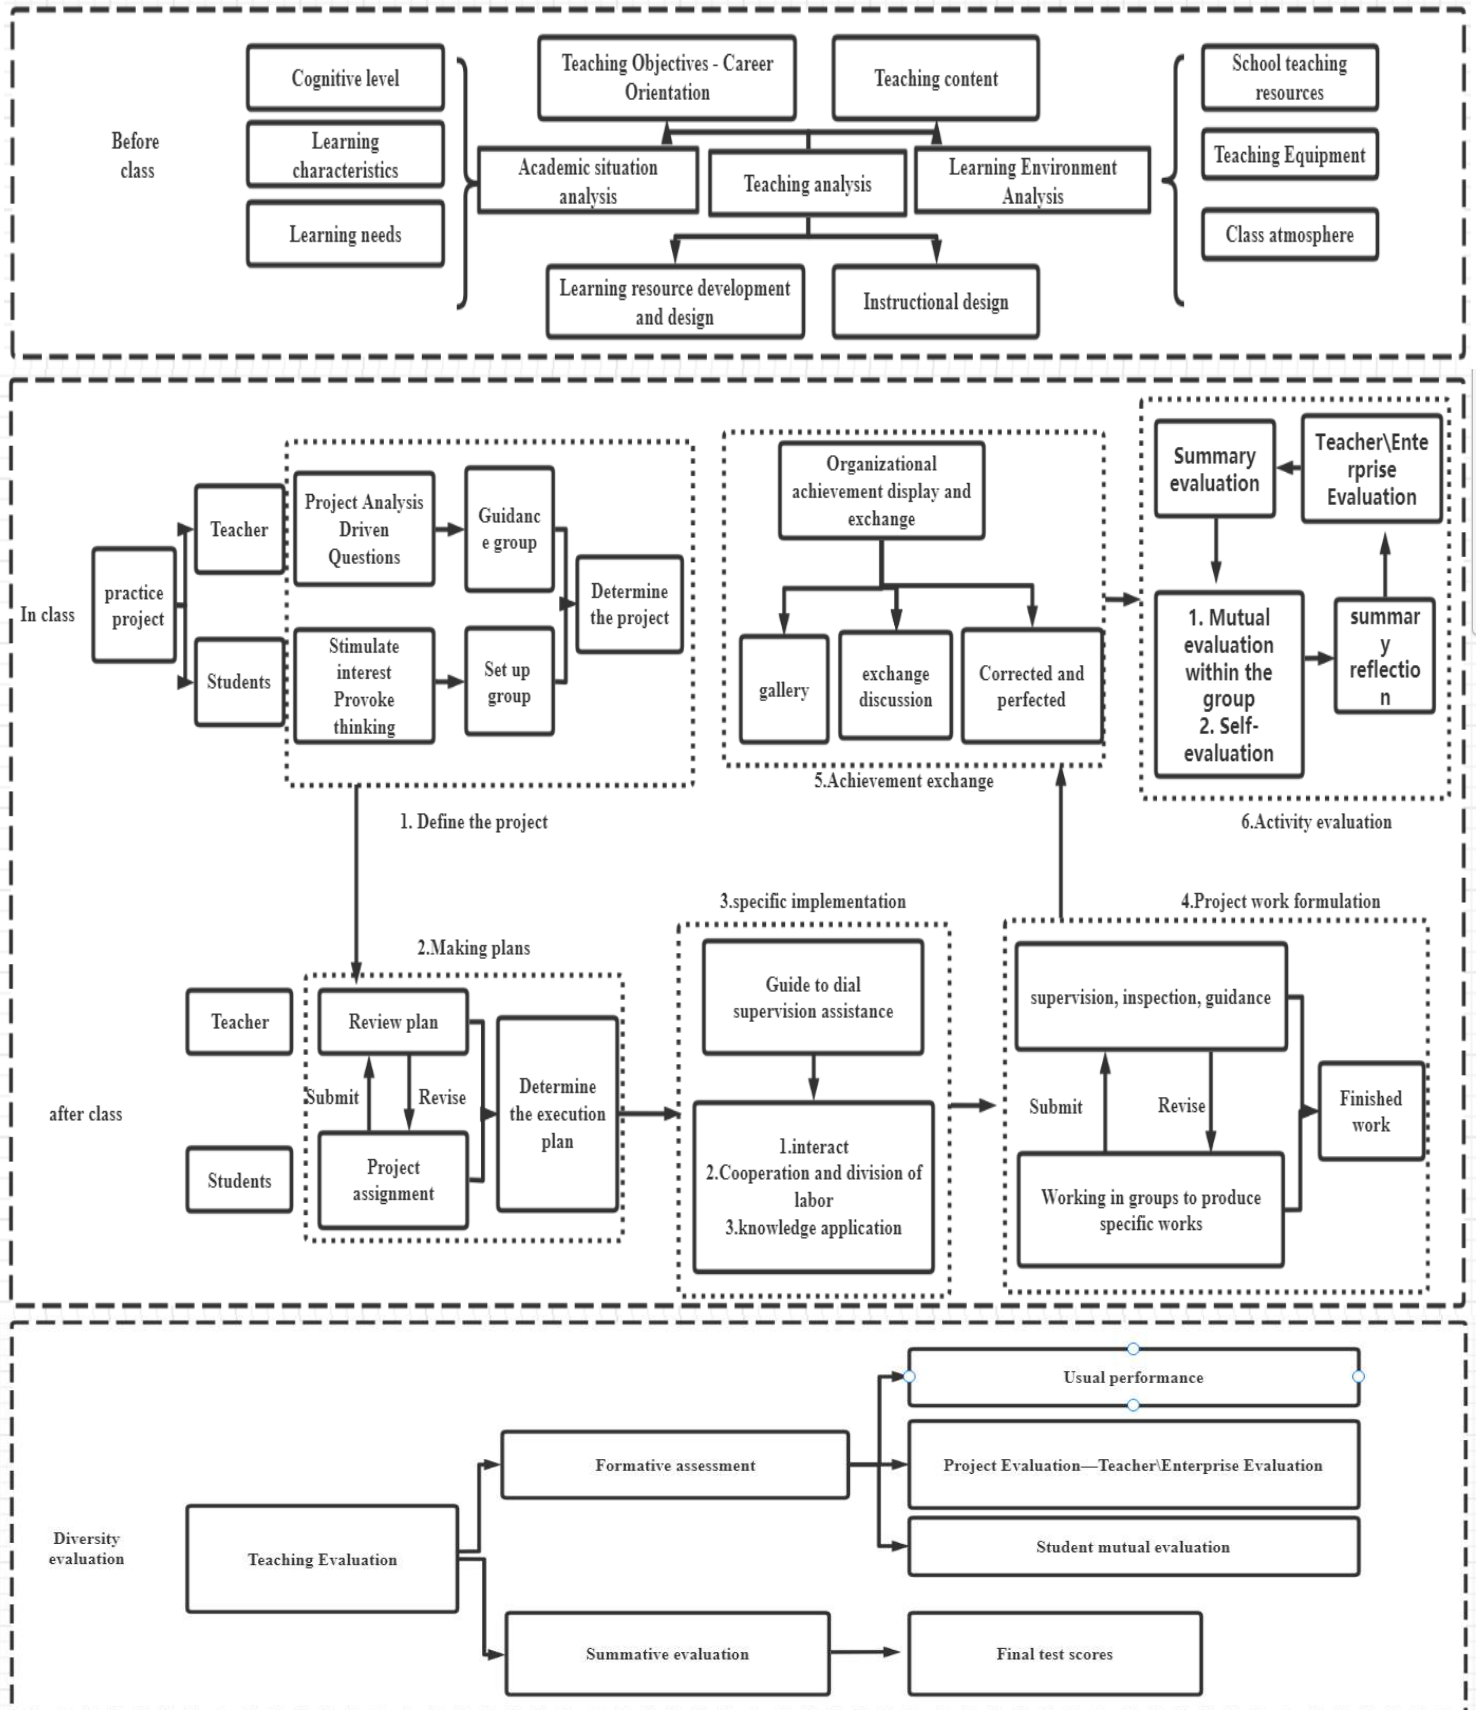 Before
class
Cognitive level
Learning
characteristics
Learning needs
Teaching Objectives - Career
Orientation
Teaching content
Academic situation
analysis
Teaching analysis
Learning Environment
Analysis
Learning resource development
and design
Instructional design
School teaching
resources
Teaching Equipment
Class atmosphere
In class
practice
project
Teacher
Students
Project Analysis
Driven
Questions
Guidanc
e group
Stimulate
interest
Provoke
thinking
Set up
group
Determine
the project
1. Define the project
Organizational
achievement display and
exchange
gallery
exchange
discussion
Corrected and
perfected
5.Achievement exchange
Summary
evaluation
Teacher\Ente
rprise
Evaluation
1. Mutual
evaluation
within the
group
2. Self-
evaluation
summar
y
reflectio
n
6.Activity evaluation
after class
Teacher
Students
2.Making plans
Review plan
Submit
Revise
Project
assignment
Determine
the execution
plan
3.specific implementation
Guide to dial
supervision assistance
1.interact
2.Cooperation and division of
labor
3.knowledge application
4.Project work formulation
supervision, inspection, guidance
Submit
Revise
Working in groups to produce
specific works
Finished
work
Diversity
evaluation
Teaching Evaluation
Formative assessment
Usual performance
Project Evaluation—Teacher\Enterprise Evaluation
Student mutual evaluation
Summative evaluation
Final test scores